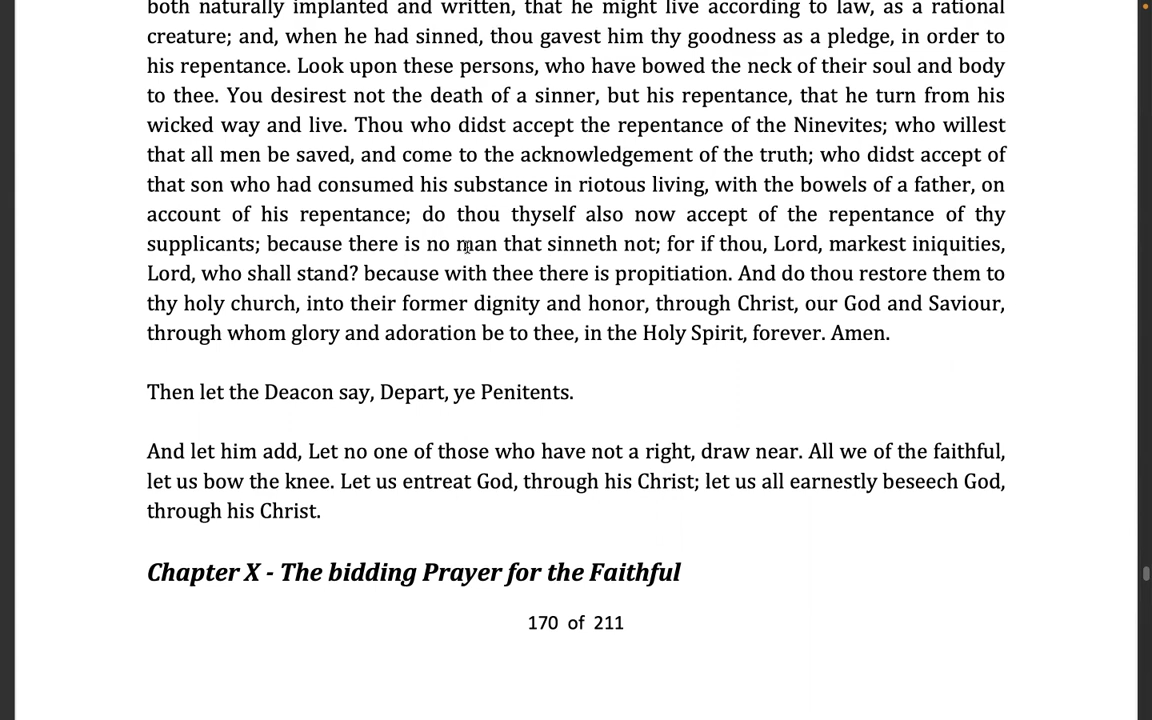 both naturally implanted and written, that he might live according to law, as a rational
creature; and, when he had sinned, thou gavest him thy goodness as a pledge, in order to
his repentance. Look upon these persons, who have bowed the neck of their soul and body
to thee. You desirest not the death of a sinner, but his repentance, that he turn from his
wicked way and live. Thou who didst accept the repentance of the Ninevites; who willest
that all men be saved, and come to the acknowledgement of the truth; who didst accept of
that son who had consumed his substance in riotous living, with the bowels of a father, on
account of his repentance; do thou thyself also now accept of the repentance of thy
supplicants; because there is no man that sinneth not; for if thou, Lord, markest iniquities,
Lord, who shall stand? because with thee there is propitiation. And do thou restore them to
thy holy church, into their former dignity and honor, through Christ, our God and Saviour,
through whom glory and adoration be to thee, in the Holy Spirit, forever. Amen.
Then let the Deacon say, Depart, ye Penitents.
And let him add, Let no one of those who have not a right, draw near. All we of the faithful,
let us bow the knee. Let us entreat God, through his Christ; let us all earnestly beseech God,
through his Christ.
Chapter X - The bidding Prayer for the Faithful
170 of 211